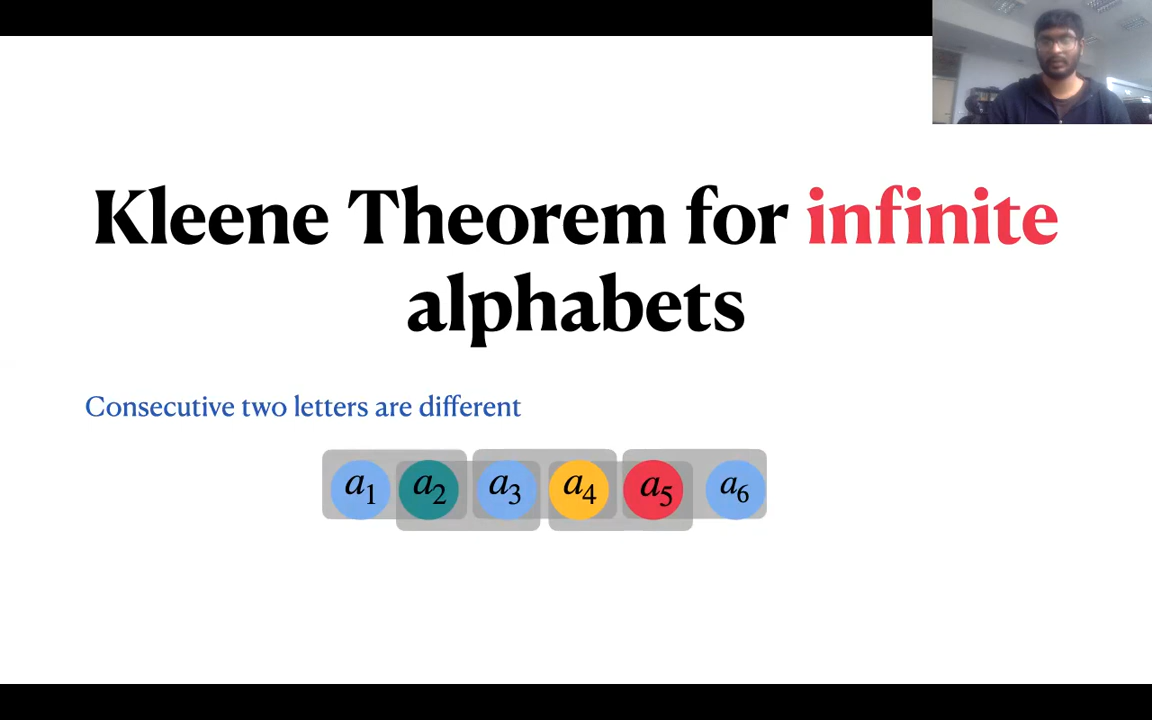 Kleene Theorem for infinite
alphabets
Consecutive two letters are different
a₁ a₂ a₃ a₄ a₅ a₆